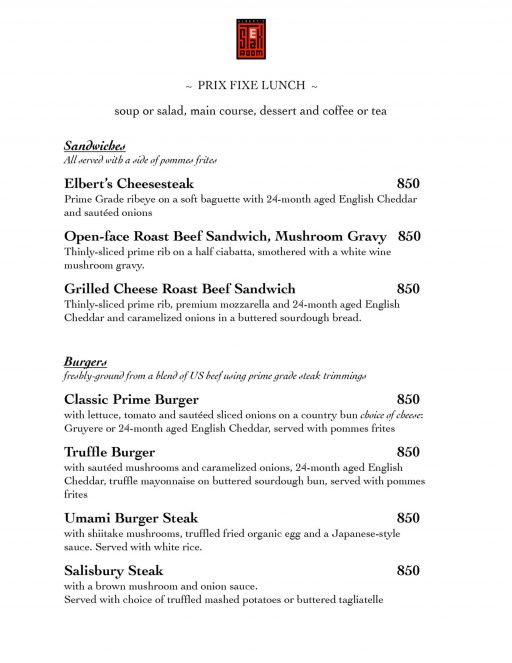 ELBERT'S
STEAK
ROOM
~ PRIX FIXE LUNCH ~
soup or salad, main course, dessert and coffee or tea
Sandwiches
All served with a side of pommes frites
Elbert's Cheesesteak 850
Prime Grade ribeye on a soft baguette with 24-month aged English Cheddar
and sautéed onions
Open-face Roast Beef Sandwich, Mushroom Gravy 850
Thinly-sliced prime rib on a half ciabatta, smothered with a white wine
mushroom gravy.
Grilled Cheese Roast Beef Sandwich 850
Thinly-sliced prime rib, premium mozzarella and 24-month aged English
Cheddar and caramelized onions in a buttered sourdough bread.
Burgers
freshly-ground from a blend of US beef using prime grade steak trimmings
Classic Prime Burger 850
with lettuce, tomato and sautéed sliced onions on a country bun choice of cheese:
Gruyere or 24-month aged English Cheddar, served with pommes frites
Truffle Burger 850
with sautéed mushrooms and caramelized onions, 24-month aged English
Cheddar, truffle mayonnaise on buttered sourdough bun, served with pommes
frites
Umami Burger Steak 850
with shiitake mushrooms, truffled fried organic egg and a Japanese-style
sauce. Served with white rice.
Salisbury Steak 850
with a brown mushroom and onion sauce.
Served with choice of truffled mashed potatoes or buttered tagliatelle